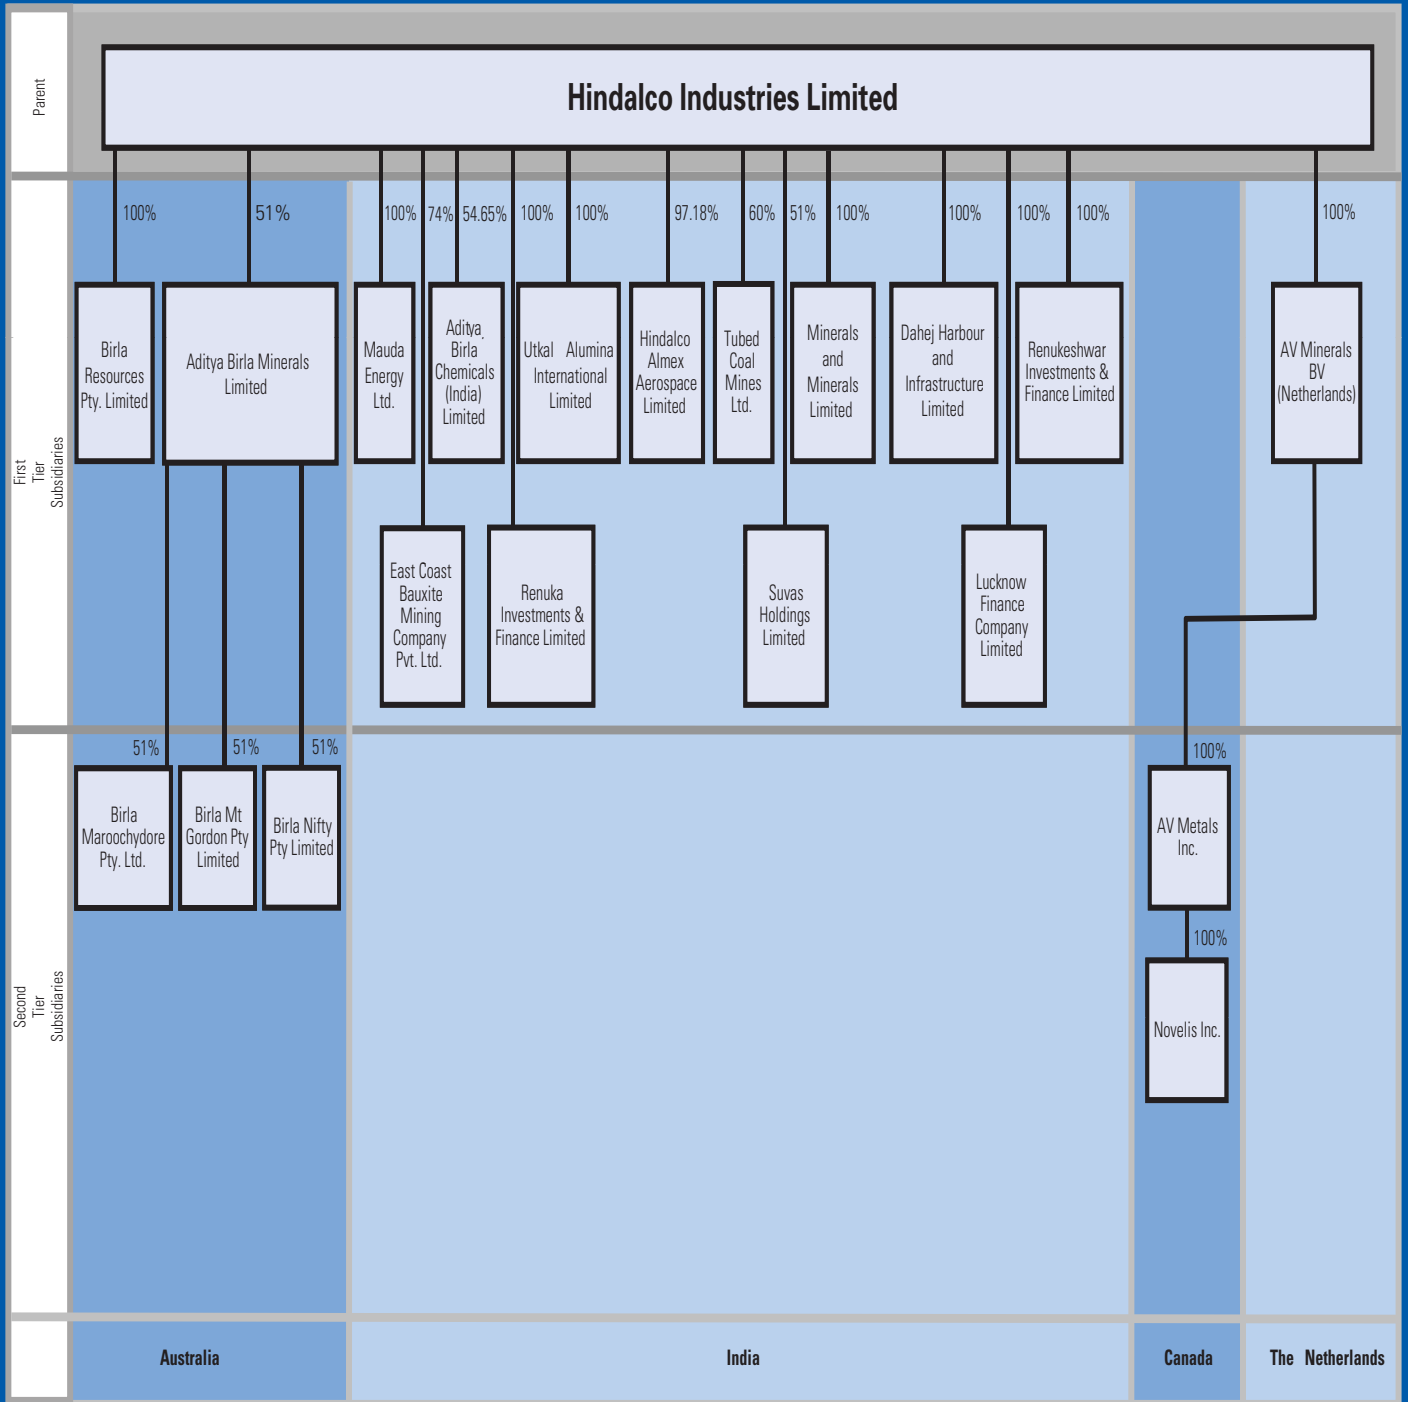 Parent
Hindalco Industries Limited
100%
51%
100%
74%
54.65%
100%
100%
97.18%
60%
51%
100%
100%
100%
100%
100%
First
Tier
Subsidiaries
Birla
Resources
Pty. Limited
Aditya Birla Minerals
Limited
Mauda
Energy
Ltd.
Aditya
Birla
Chemicals
(India)
Limited
Utkal Alumina
International
Limited
Hindalco
Almex
Aerospace
Limited
Tubed
Coal
Mines
Ltd.
Minerals
and
Minerals
Limited
Dahej Harbour
and
Infrastructure
Limited
Renukeshwar
Investments &
Finance Limited
AV Minerals
BV
(Netherlands)
East Coast
Bauxite
Mining
Company
Pvt. Ltd.
Renuka
Investments &
Finance Limited
Suvas
Holdings
Limited
Lucknow
Finance
Company
Limited
Second
Tier
Subsidiaries
51%
51%
51%
100%
Birla
Maroochydore
Pty. Ltd.
Birla Mt
Gordon Pty
Limited
Birla Nifty
Pty Limited
AV Metals
Inc.
100%
Novelis Inc.
Australia
India
Canada
The Netherlands